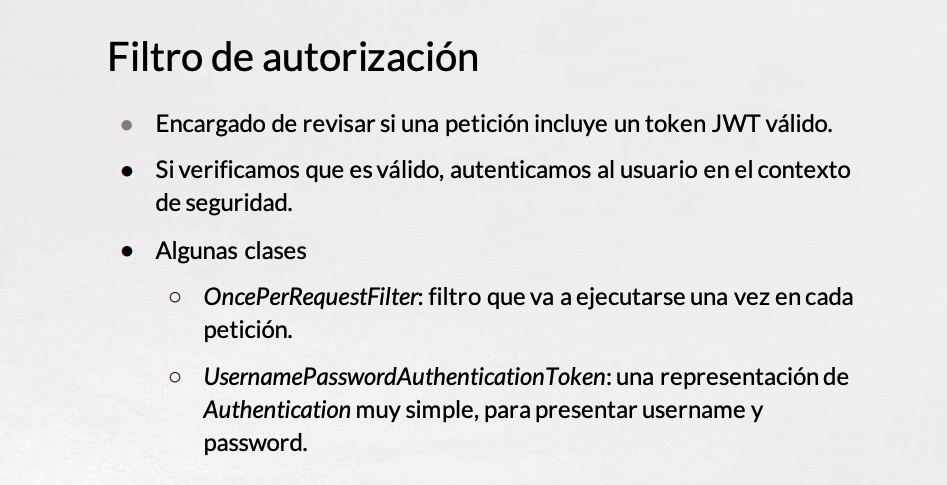 Filtro de autorización
● Encargado de revisar si una petición incluye un token JWT válido.
● Si verificamos que es válido, autenticamos al usuario en el contexto
de seguridad.
● Algunas clases
○ OncePerRequestFilter: filtro que va a ejecutarse una vez en cada
petición.
○ UsernamePasswordAuthenticationToken: una representación de
Authentication muy simple, para presentar username y
password.